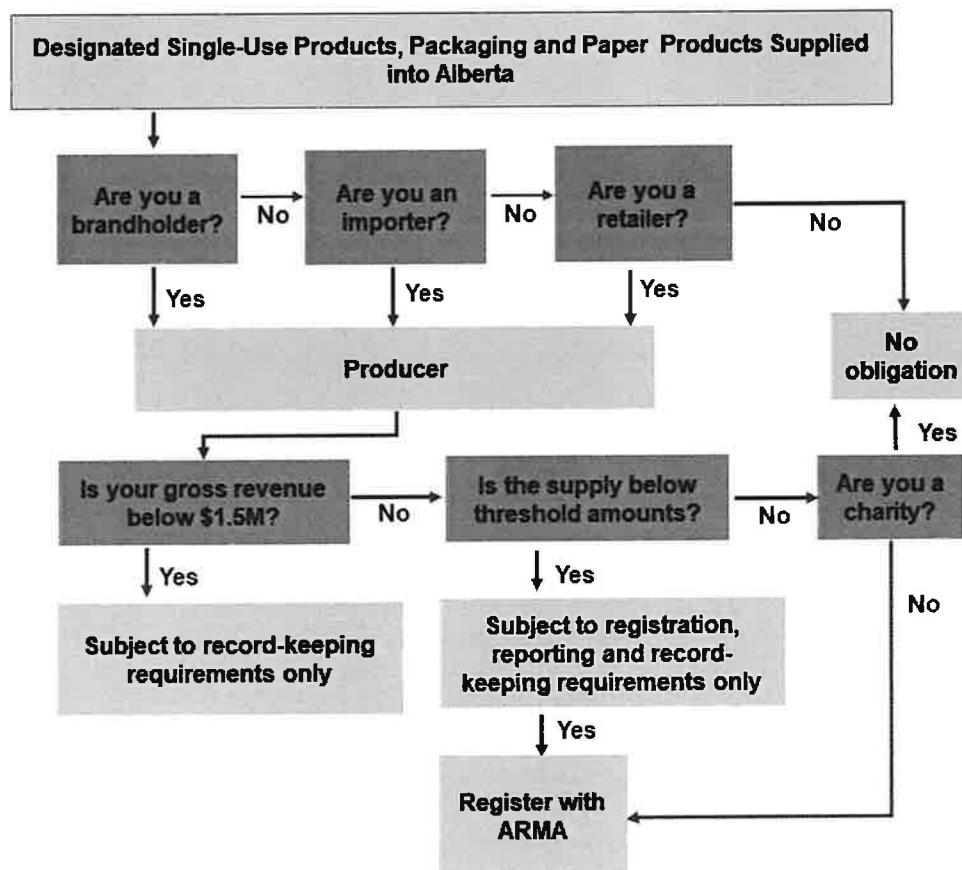 Designated Single-Use Products, Packaging and Paper Products Supplied
into Alberta
Are you a
brandholder?
No
Are you an
importer?
No
Are you a
retailer?
No
Yes
Yes
Yes
Producer
No
obligation
Yes
Is your gross revenue
below $1.5M?
No
Is the supply below
threshold amounts?
No
Are you a
charity?
Yes
Yes
No
Subject to record-keeping
requirements only
Subject to registration,
reporting and record-
keeping requirements only
Yes
Register with
ARMA